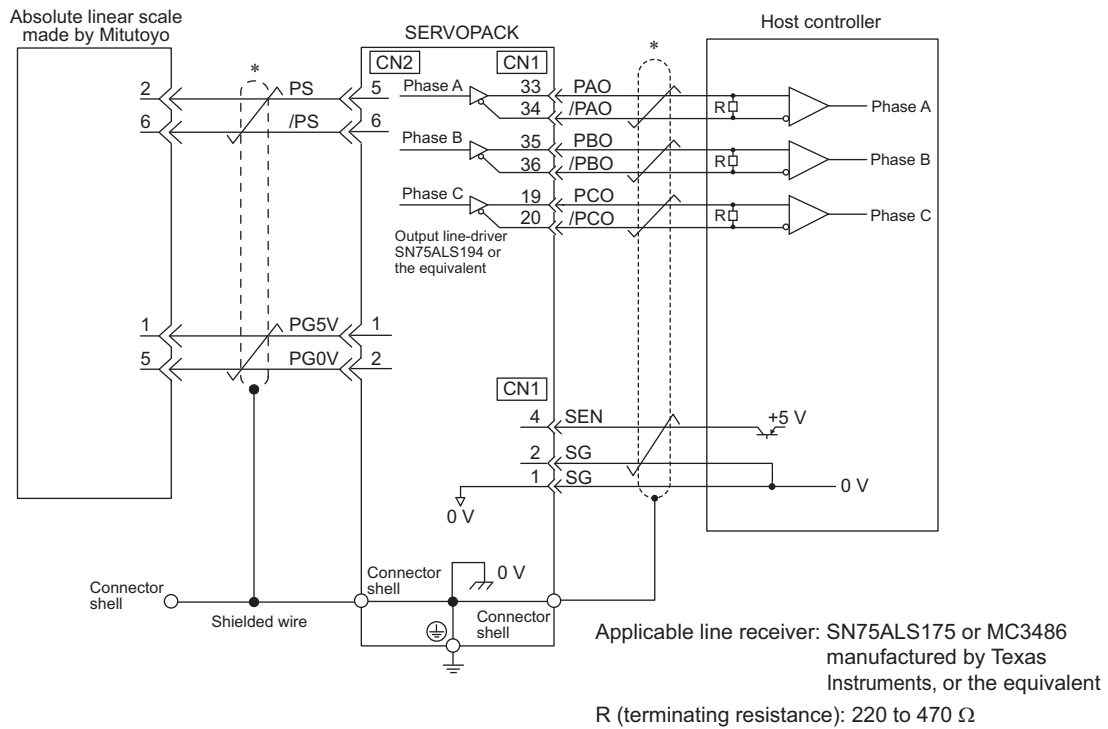 Absolute linear scale
made by Mitutoyo
SERVOPACK
Host controller
*
*
CN2
CN1
2
PS
5
Phase A
33
PAO
34
/PAO
R
Phase A
6
/PS
6
Phase B
35
PBO
36
/PBO
R
Phase B
Phase C
19
PCO
20
/PCO
R
Phase C
Output line-driver
SN75ALS194 or
the equivalent
1
PG5V
1
5
PG0V
2
CN1
4
SEN
+5 V
2
SG
1
SG
0 V
0 V
Connector
shell
Shielded wire
Connector
shell
0 V
Connector
shell
Applicable line receiver: SN75ALS175 or MC3486
manufactured by Texas
Instruments, or the equivalent
R (terminating resistance): 220 to 470 Ω